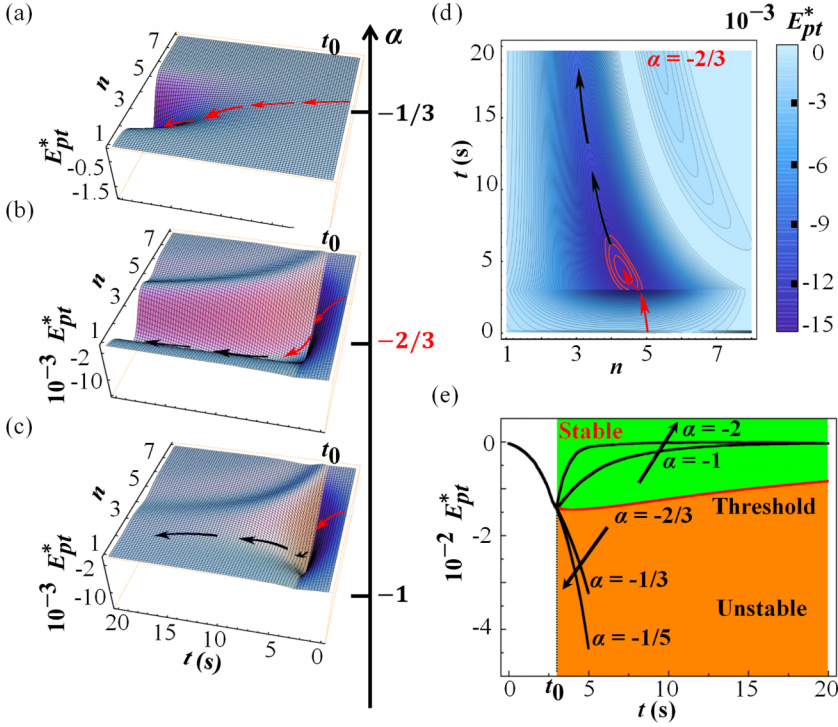 (a)
t0
7
5
3
1
n
E*pt
-0.5
-1.5
(b)
t0
7
5
3
1
n
10-3 E*pt
-2
-10
(c)
t0
7
5
3
1
n
10-3 E*pt
-2
-10
20
15
10
5
0
t (s)
α
-1/3
-2/3
-1
(d)
10-3 E*pt
α = -2/3
20
15
10
5
0
t (s)
1
3
5
7
n
0
-3
-6
-9
-12
-15
(e)
Stable
α = -2
α = -1
Threshold
α = -2/3
α = -1/3
Unstable
α = -1/5
0
-2
-4
10-2 E*pt
0
t0
5
10
15
20
t (s)